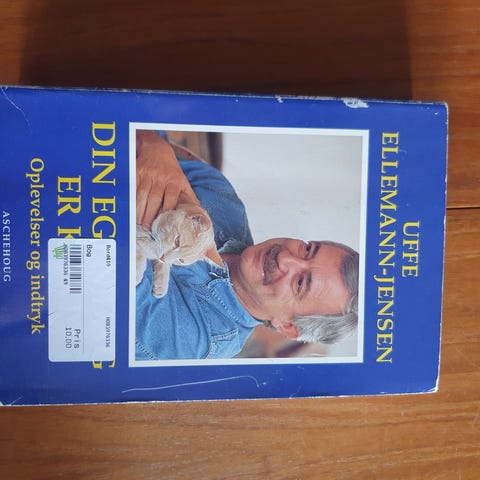 UFFE
ELLEMANN-JENSEN
DIN EG
ER
Oplevelser og indtryk
ASCHEHOUG
Bog
Pris
10.00